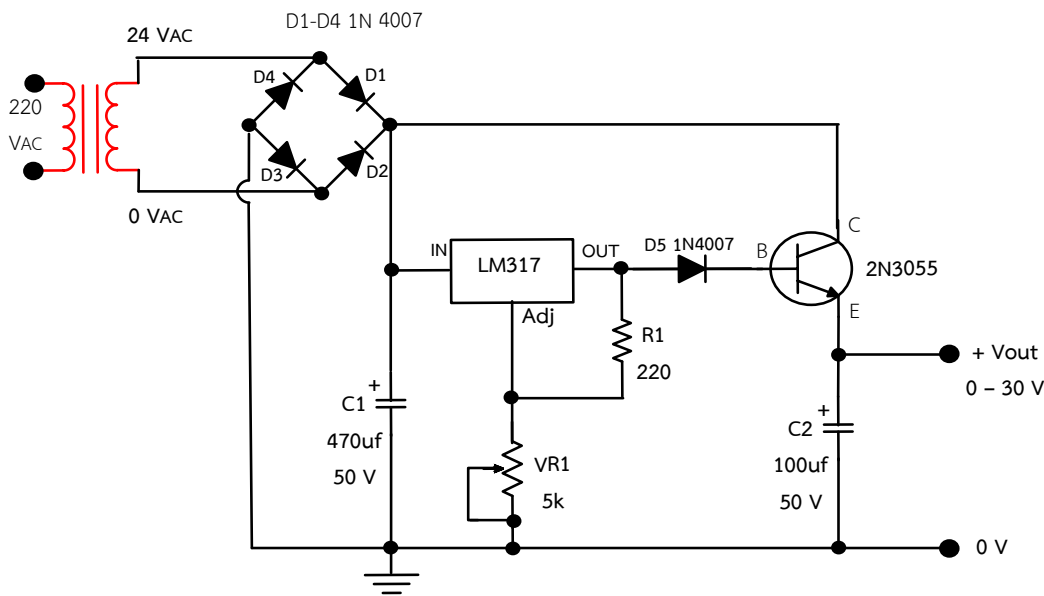 D1-D4 1N 4007
24 VAC
D4
D1
220
VAC
D3
D2
0 VAC
IN
LM317
OUT
D5 1N4007
B
C
2N3055
E
Adj
R1
220
+ Vout
0 – 30 V
+
C1
470uf
50 V
VR1
5k
+
C2
100uf
50 V
0 V